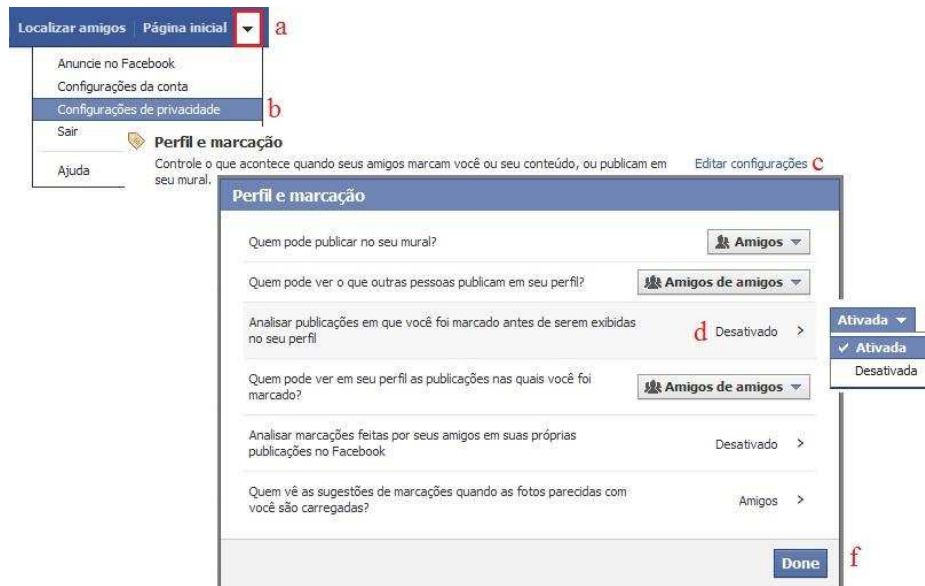 Localizar amigos Página inicial a
Anuncie no Facebook
Configurações da conta
Configurações de privacidade b
Sair
Ajuda
Perfil e marcação
Controle o que acontece quando seus amigos marcam você ou seu conteúdo, ou publicam em Editar configurações c
seu mural.
Perfil e marcação
Quem pode publicar no seu mural? Amigos
Quem pode ver o que outras pessoas publicam em seu perfil? Amigos de amigos
Analisar publicações em que você foi marcado antes de serem exibidas
no seu perfil
d Desativado >
Ativada
✓ Ativada
Desativada
Quem pode ver em seu perfil as publicações nas quais você foi
marcado?
Amigos de amigos
Analisar marcações feitas por seus amigos em suas próprias
publicações no Facebook
Desativado >
Quem vê as sugestões de marcações quando as fotos parecidas com
você são carregadas?
Amigos >
Done f